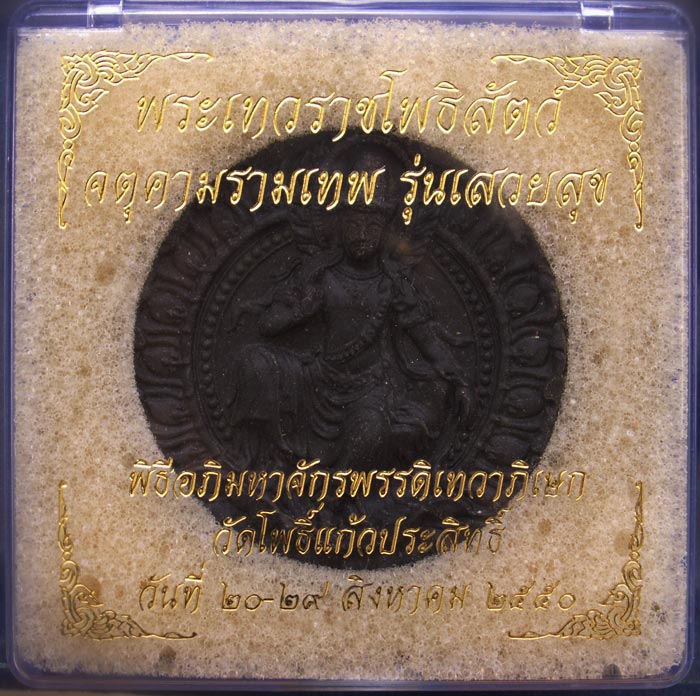 พระเทวราชโพธิสัตว์
จตุคามรามเทพ รุ่นเสวยสุข
พิธีอภิมหาจักรพรรดิเทวาภิเษก
วัดโพธิ์แก้วประสิทธิ์
วันที่ ๒๐-๒๙ สิงหาคม ๒๕๕๐